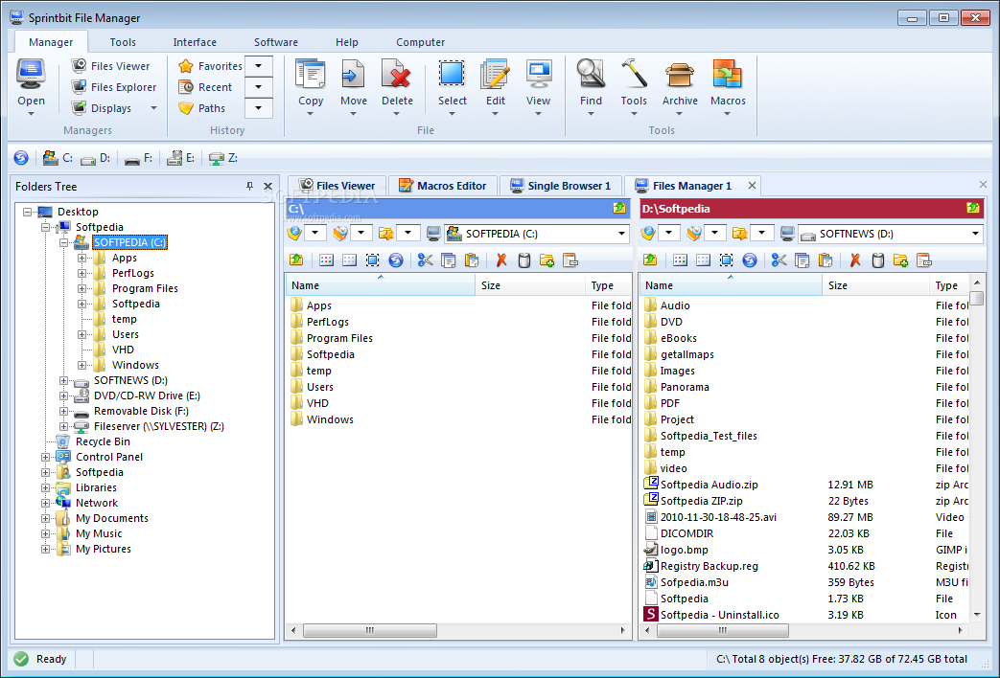 Sprintbit File Manager
Manager Tools Interface Software Help Computer
Open
Files Viewer
Files Explorer
Displays
Managers
Favorites
Recent
Paths
History
Copy Move Delete Select Edit View
File
Find Tools Archive Macros
Tools
C: D: F: E: Z:
Folders Tree
Desktop
Softpedia
SOFTPEDIA (C:)
Apps
PerfLogs
Program Files
Softpedia
temp
Users
VHD
Windows
SOFTNEWS (D:)
DVD/CD-RW Drive (E:)
Removable Disk (F:)
Fileserver (\\SYLVESTER) (Z:)
Recycle Bin
Control Panel
Softpedia
Libraries
Network
My Documents
My Music
My Pictures
Files Viewer Macros Editor Single Browser 1 Files Manager 1
SOFTPEDIA
www.softpedia.com
C:\
SOFTPEDIA (C:)
Name Size Type
Apps File fold
PerfLogs File fold
Program Files File fold
Softpedia File fold
temp File fold
Users File fold
VHD File fold
Windows File fold
D:\Softpedia
SOFTNEWS (D:)
Name Size Type
Audio File fol
DVD File fol
eBooks File fol
getallmaps File fol
Images File fol
Panorama File fol
PDF File fol
Project File fol
Softpedia_Test_files File fol
temp File fol
video File fol
Softpedia Audio.zip 12.91 MB zip Arc
Softpedia ZIP.zip 22 Bytes zip Arc
2010-11-30-18-48-25.avi 89.27 MB Video
DICOMDIR 22.03 KB File
logo.bmp 3.05 KB GIMP i
Registry Backup.reg 410.62 KB Registr
Sofpedia.m3u 359 Bytes M3U fi
Softpedia 1.73 KB File
Softpedia - Uninstall.ico 3.19 KB Icon
Ready
C:\ Total 8 object(s) Free: 37.82 GB of 72.45 GB total